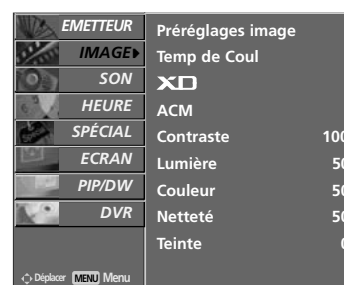 EMETTEUR
IMAGE
SON
HEURE
SPÉCIAL
ECRAN
PIP/DW
DVR
Déplacer MENU Menu
Préréglages image
Temp de Coul
XD
ACM
Contraste 100
Lumière 50
Couleur 50
Netteté 50
Teinte 0